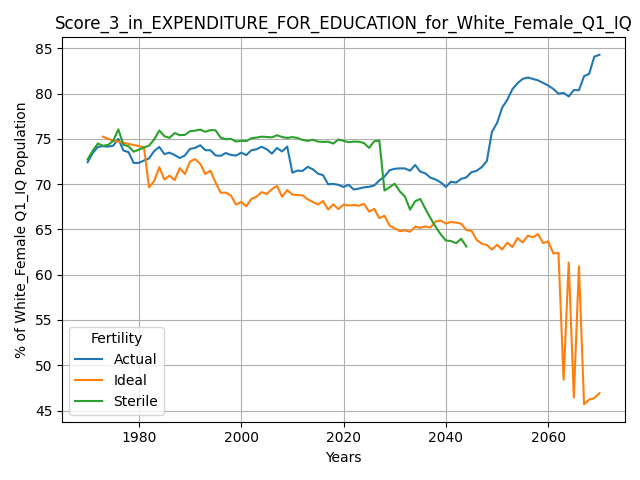 Score_3_in_EXPENDITURE_FOR_EDUCATION_for_White_Female_Q1_IQ
% of White_Female Q1_IQ Population
85
80
75
70
65
60
55
50
45
Fertility
Actual
Ideal
Sterile
1980
2000
2020
2040
2060
Years